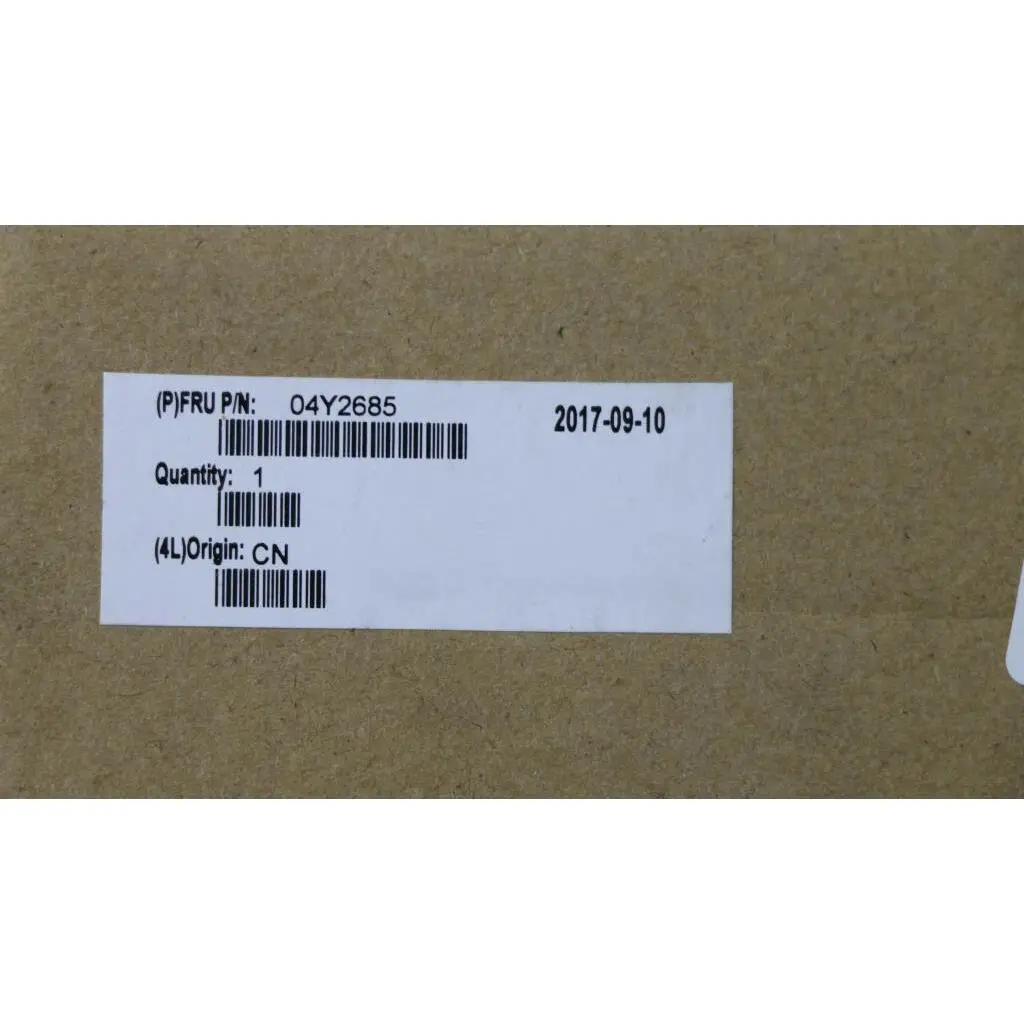 (P)FRU P/N: 04Y2685
2017-09-10
Quantity: 1
(4L)Origin: CN